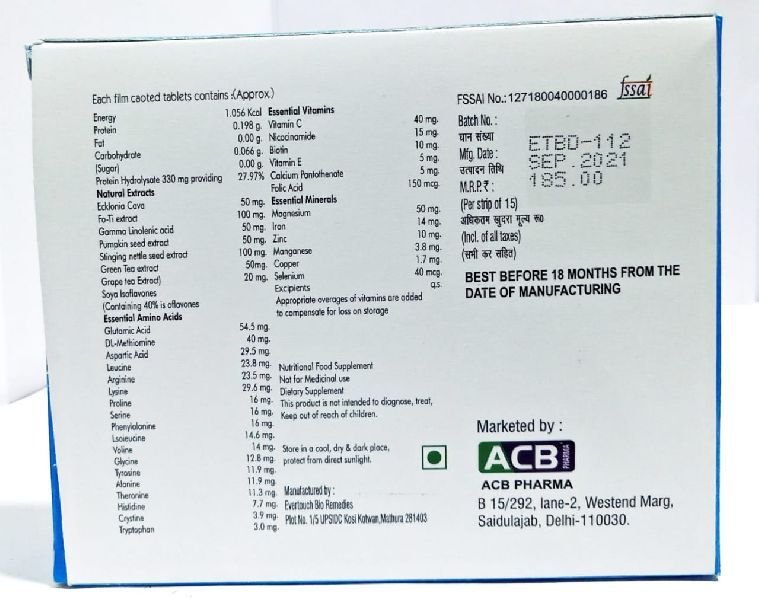 Each film caoted tablets contains :(Approx.)
Energy 1.056 Kcal
Protein 0.198 g.
Fat 0.00 g.
Carbohydrate 0.066 g.
(Sugar) 0.00 g.
Protein Hydrolysate 330 mg providing 27.97%
Natural Extracts
Ecklonia Cava 50 mg.
Fo-Ti extract 100 mg.
Gamma Linolenic acid 50 mg.
Pumpkin seed extract 50 mg.
Stinging nettle seed extract 100 mg.
Green Tea extract 50mg.
Grape tea Extract) 20 mg.
Soya Isoflavones
(Containing 40% is oflavones
Essential Amino Acids
Glutamic Acid 54.5 mg.
DL-Methiomine 40 mg.
Aspartic Acid 29.5 mg.
Leucine 23.8 mg.
Arginine 23.5 mg.
Lysine 29.6 mg.
Proline 16 mg.
Serine 16 mg.
Phenylalanine 16 mg.
Lsoieucine 14.6 mg.
Valine 14 mg.
Glycine 12.8 mg.
Tyrosine 11.9 mg.
Alanine 11.9 mg.
Theronine 11.3 mg.
Histidine 7.7 mg.
Crystine 3.9 mg.
Tryptophan 3.0 mg.
Essential Vitamins
Vitamin C 40 mg.
Nicocinamide 15 mg.
Biotin 10 mg.
Vitamin E 5 mg.
Calcium Pantothenate 5 mg.
Folic Acid 150 mcg.
Essential Minerals
Magnesium 50 mg.
Iron 14 mg.
Zinc 10 mg.
Manganese 3.8 mg.
Copper 1.7 mg.
Selenium 40 mcg.
Excipients q.s.
Appropriate overages of vitamins are added
to compensate for loss on storage
Nutritional Food Supplement
Not for Medicinal use
Dietary Supplement
This product is not intended to diagnose, treat,
Keep out of reach of children.
Store in a cool, dry & dark place,
protect from direct sunlight.
Manufactured by :
Evertouch Bio Remedies
Plot No. 1/5 UPSIDC Kosi Kotwan,Mathura 281403
FSSAI No.: 127180040000186 fssai
Batch No. : ETBD-112
घान संख्या
Mfg. Date : SEP.2021
उत्पादन तिथि
M.R.P.₹ : 185.00
(Per strip of 15)
अधिकतम खुदरा मूल्य रू०
(Incl. of all taxes)
(सभी कर सहित)
BEST BEFORE 18 MONTHS FROM THE
DATE OF MANUFACTURING
Marketed by :
ACB PHARMA
ACB PHARMA
B 15/292, lane-2, Westend Marg,
Saidulajab, Delhi-110030.